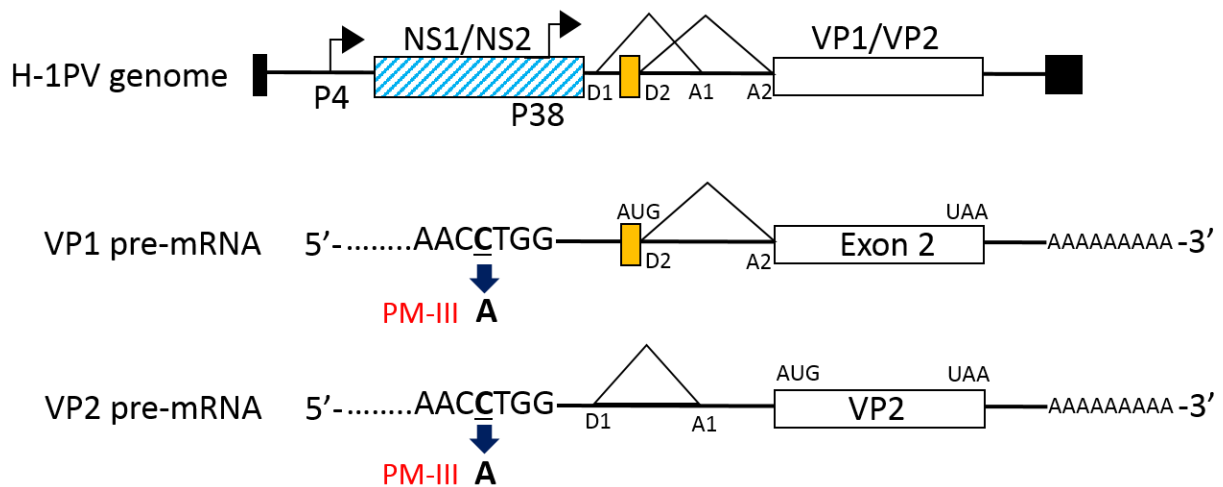 NS1/NS2 VP1/VP2
H-1PV genome
P4 P38 D1 D2 A1 A2
AUG UAA
VP1 pre-mRNA 5’- ........AACCTGG D2 A2 Exon 2 AAAAAAAAA -3’
PM-III A
VP2 pre-mRNA 5’- ........AACCTGG D1 A1 AUG VP2 UAA AAAAAAAAA -3’
PM-III A